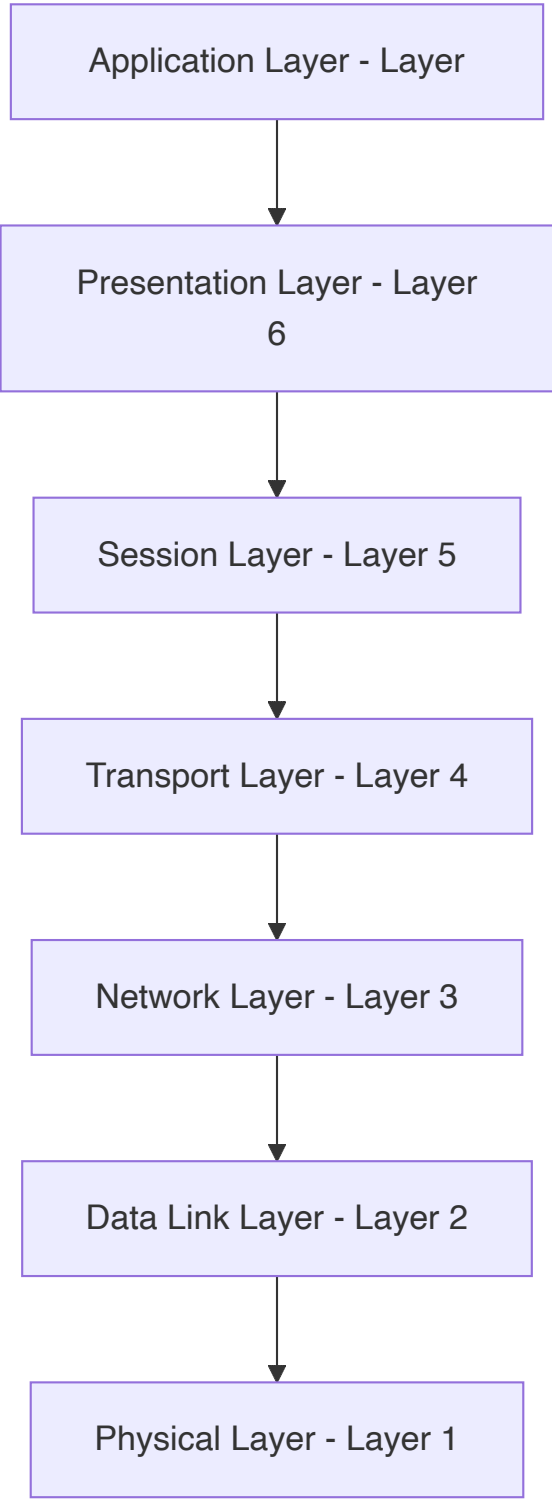 Application Layer - Layer
Presentation Layer - Layer
6
Session Layer - Layer 5
Transport Layer - Layer 4
Network Layer - Layer 3
Data Link Layer - Layer 2
Physical Layer - Layer 1